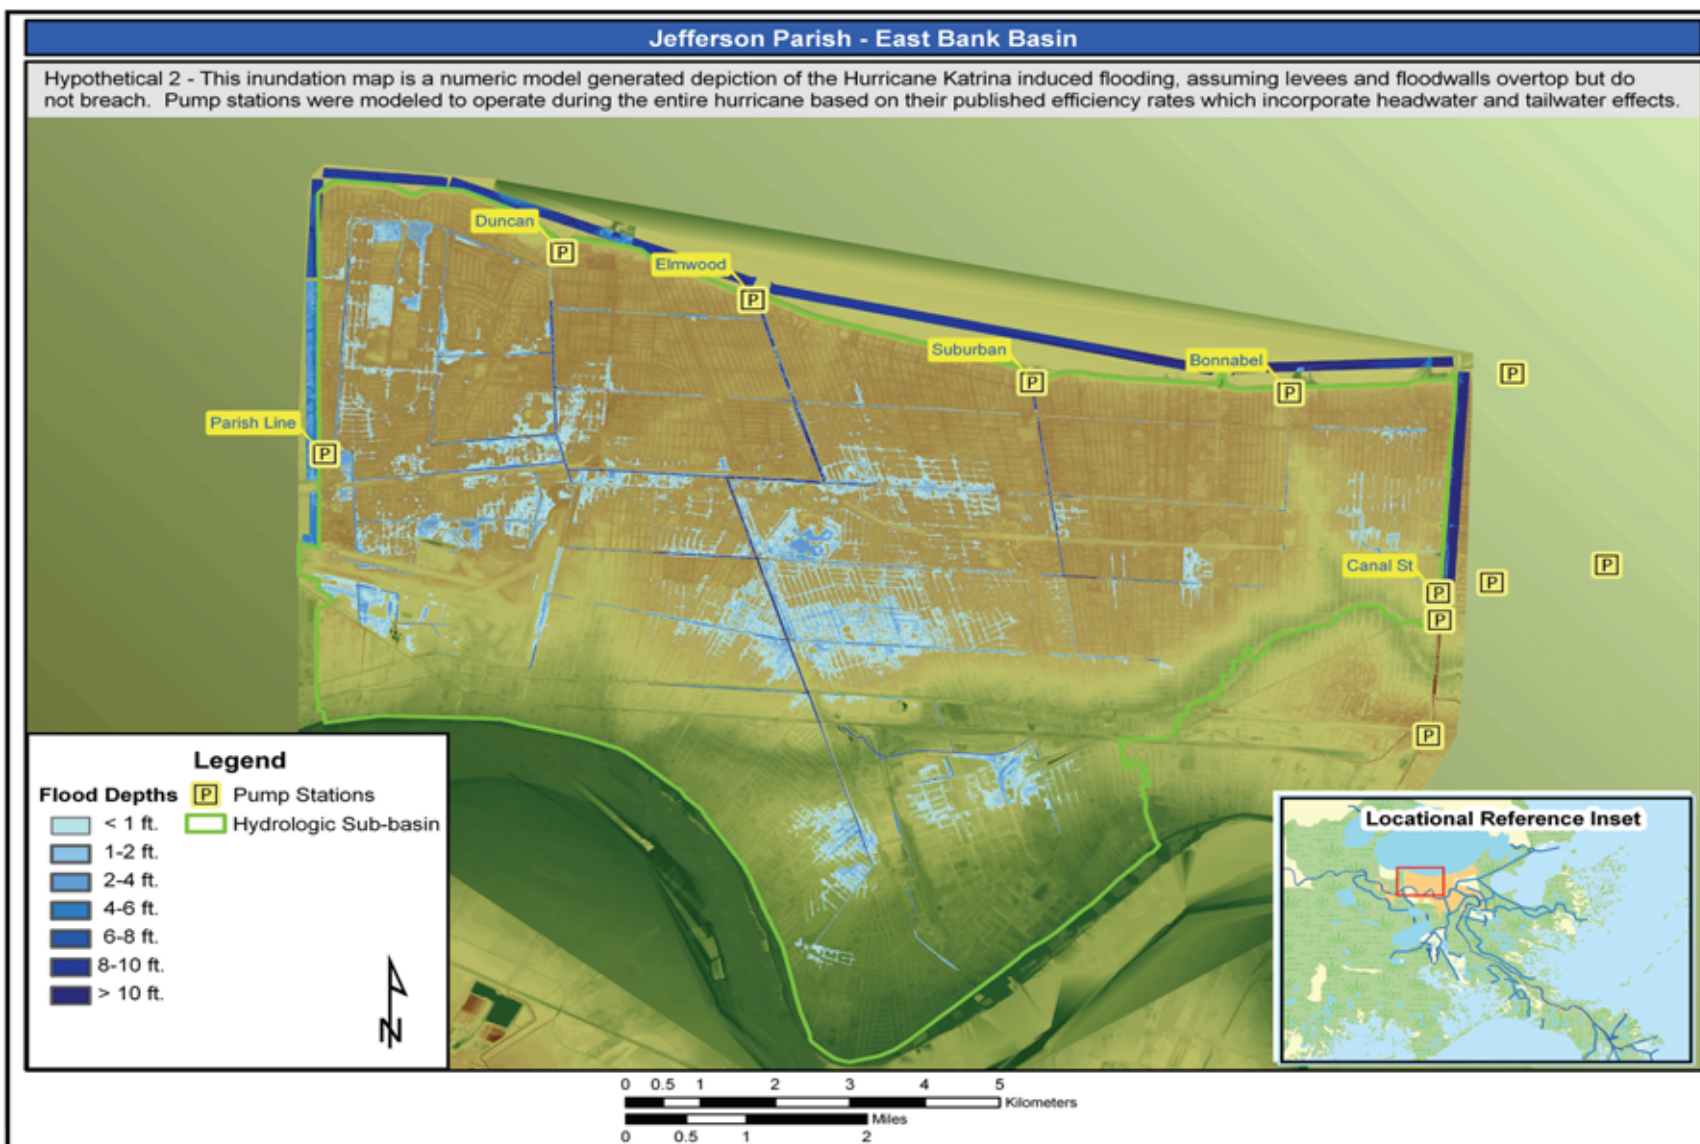 Jefferson Parish - East Bank Basin
Hypothetical 2 - This inundation map is a numeric model generated depiction of the Hurricane Katrina induced flooding, assuming levees and floodwalls overtop but do
not breach. Pump stations were modeled to operate during the entire hurricane based on their published efficiency rates which incorporate headwater and tailwater effects.
Duncan
P
Elmwood
P
Suburban
P
Bonnabel
P
P
Parish Line
P
Canal St
P
P
P
P
P
Legend
Flood Depths
P Pump Stations
Hydrologic Sub-basin
< 1 ft.
1-2 ft.
2-4 ft.
4-6 ft.
6-8 ft.
8-10 ft.
> 10 ft.
N
Locational Reference Inset
0 0.5 1 2 3 4 5
Kilometers
Miles
0 0.5 1 2